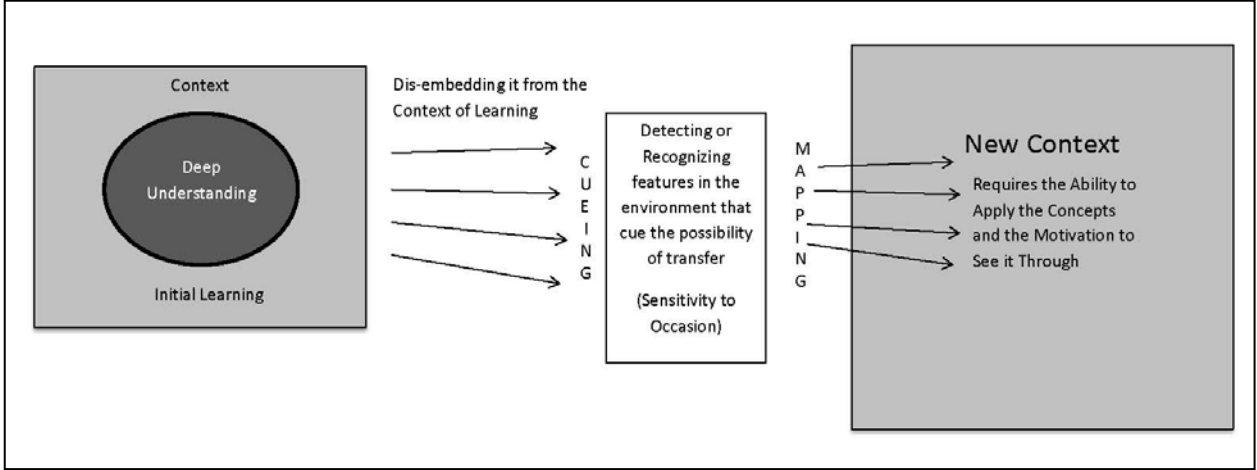 Context
Deep
Understanding
Initial Learning
Dis-embedding it from the
Context of Learning
CUEING
Detecting or
Recognizing
features in the
environment that
cue the possibility
of transfer
(Sensitivity to
Occasion)
MAPPING
New Context
Requires the Ability to
Apply the Concepts
and the Motivation to
See it Through